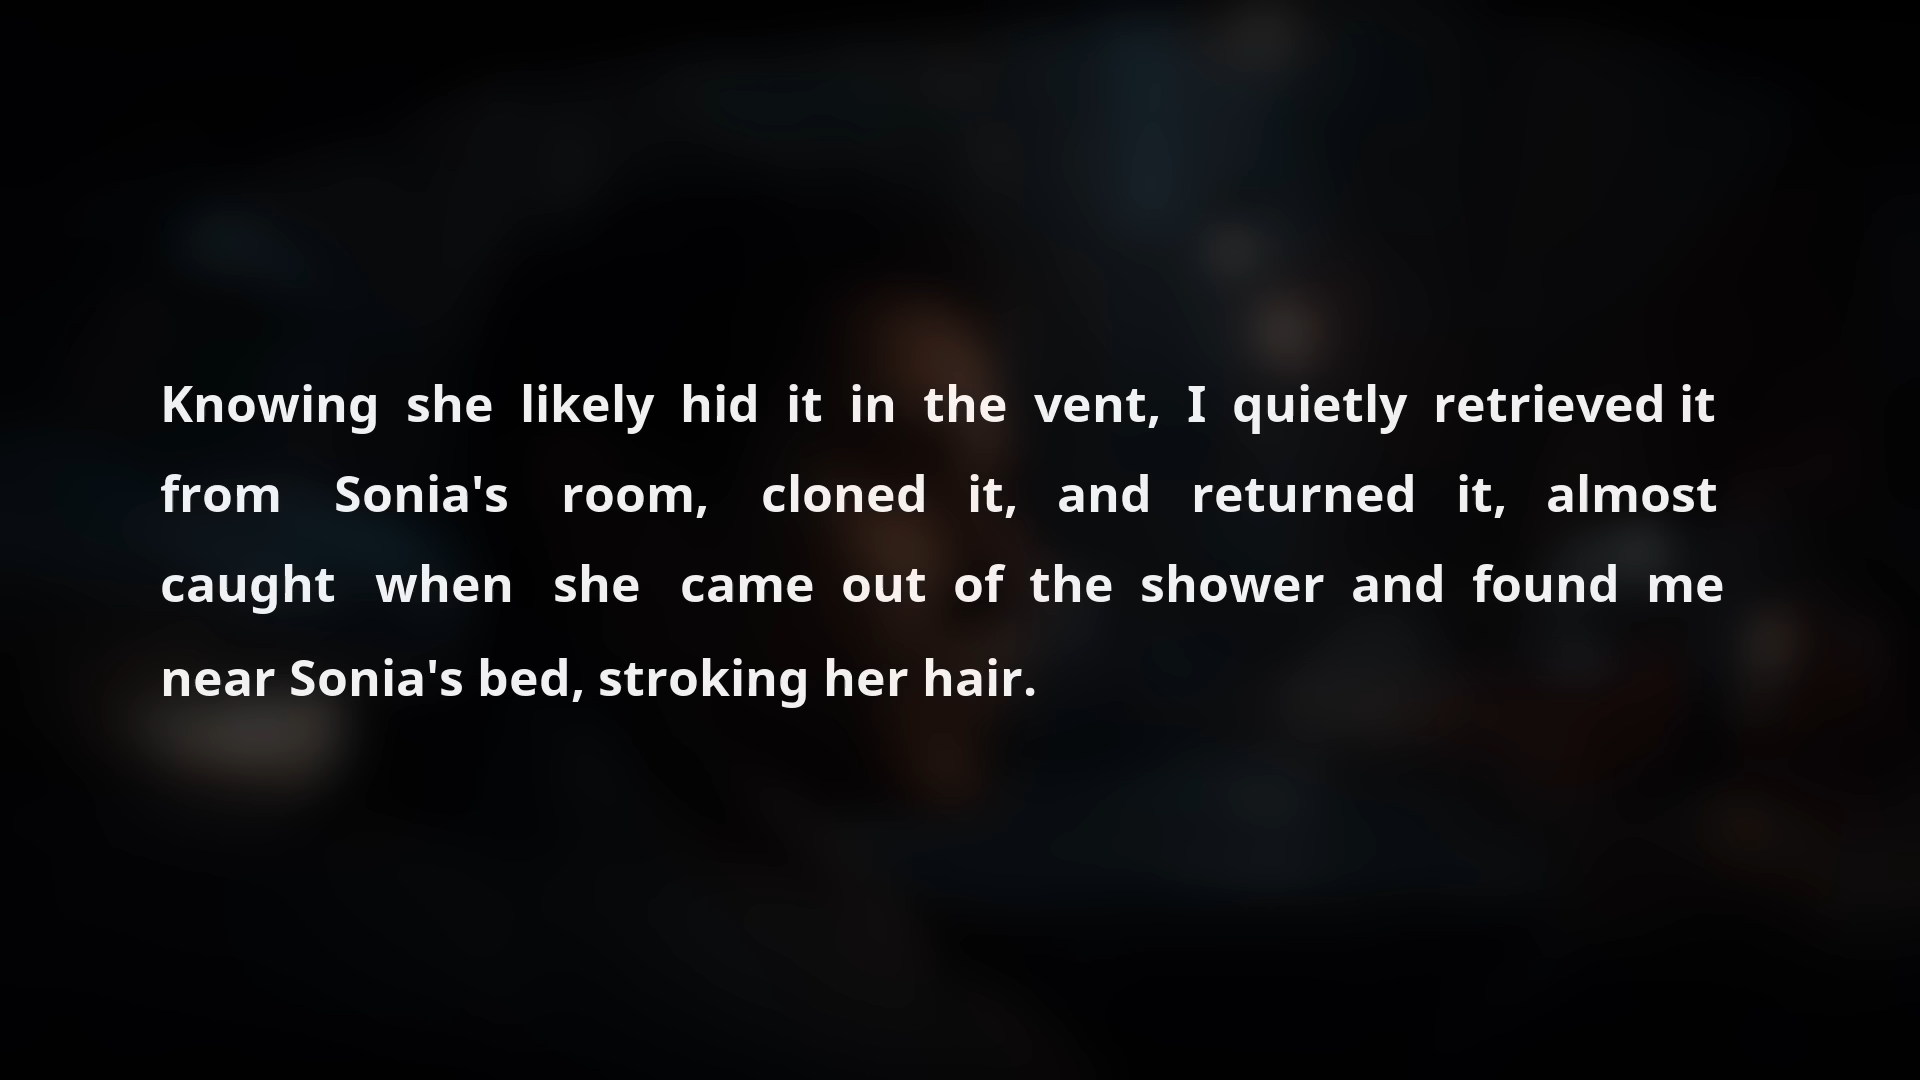 Knowing she likely hid it in the vent, I quietly retrieved it
from Sonia's room, cloned it, and returned it, almost
caught when she came out of the shower and found me
near Sonia's bed, stroking her hair.